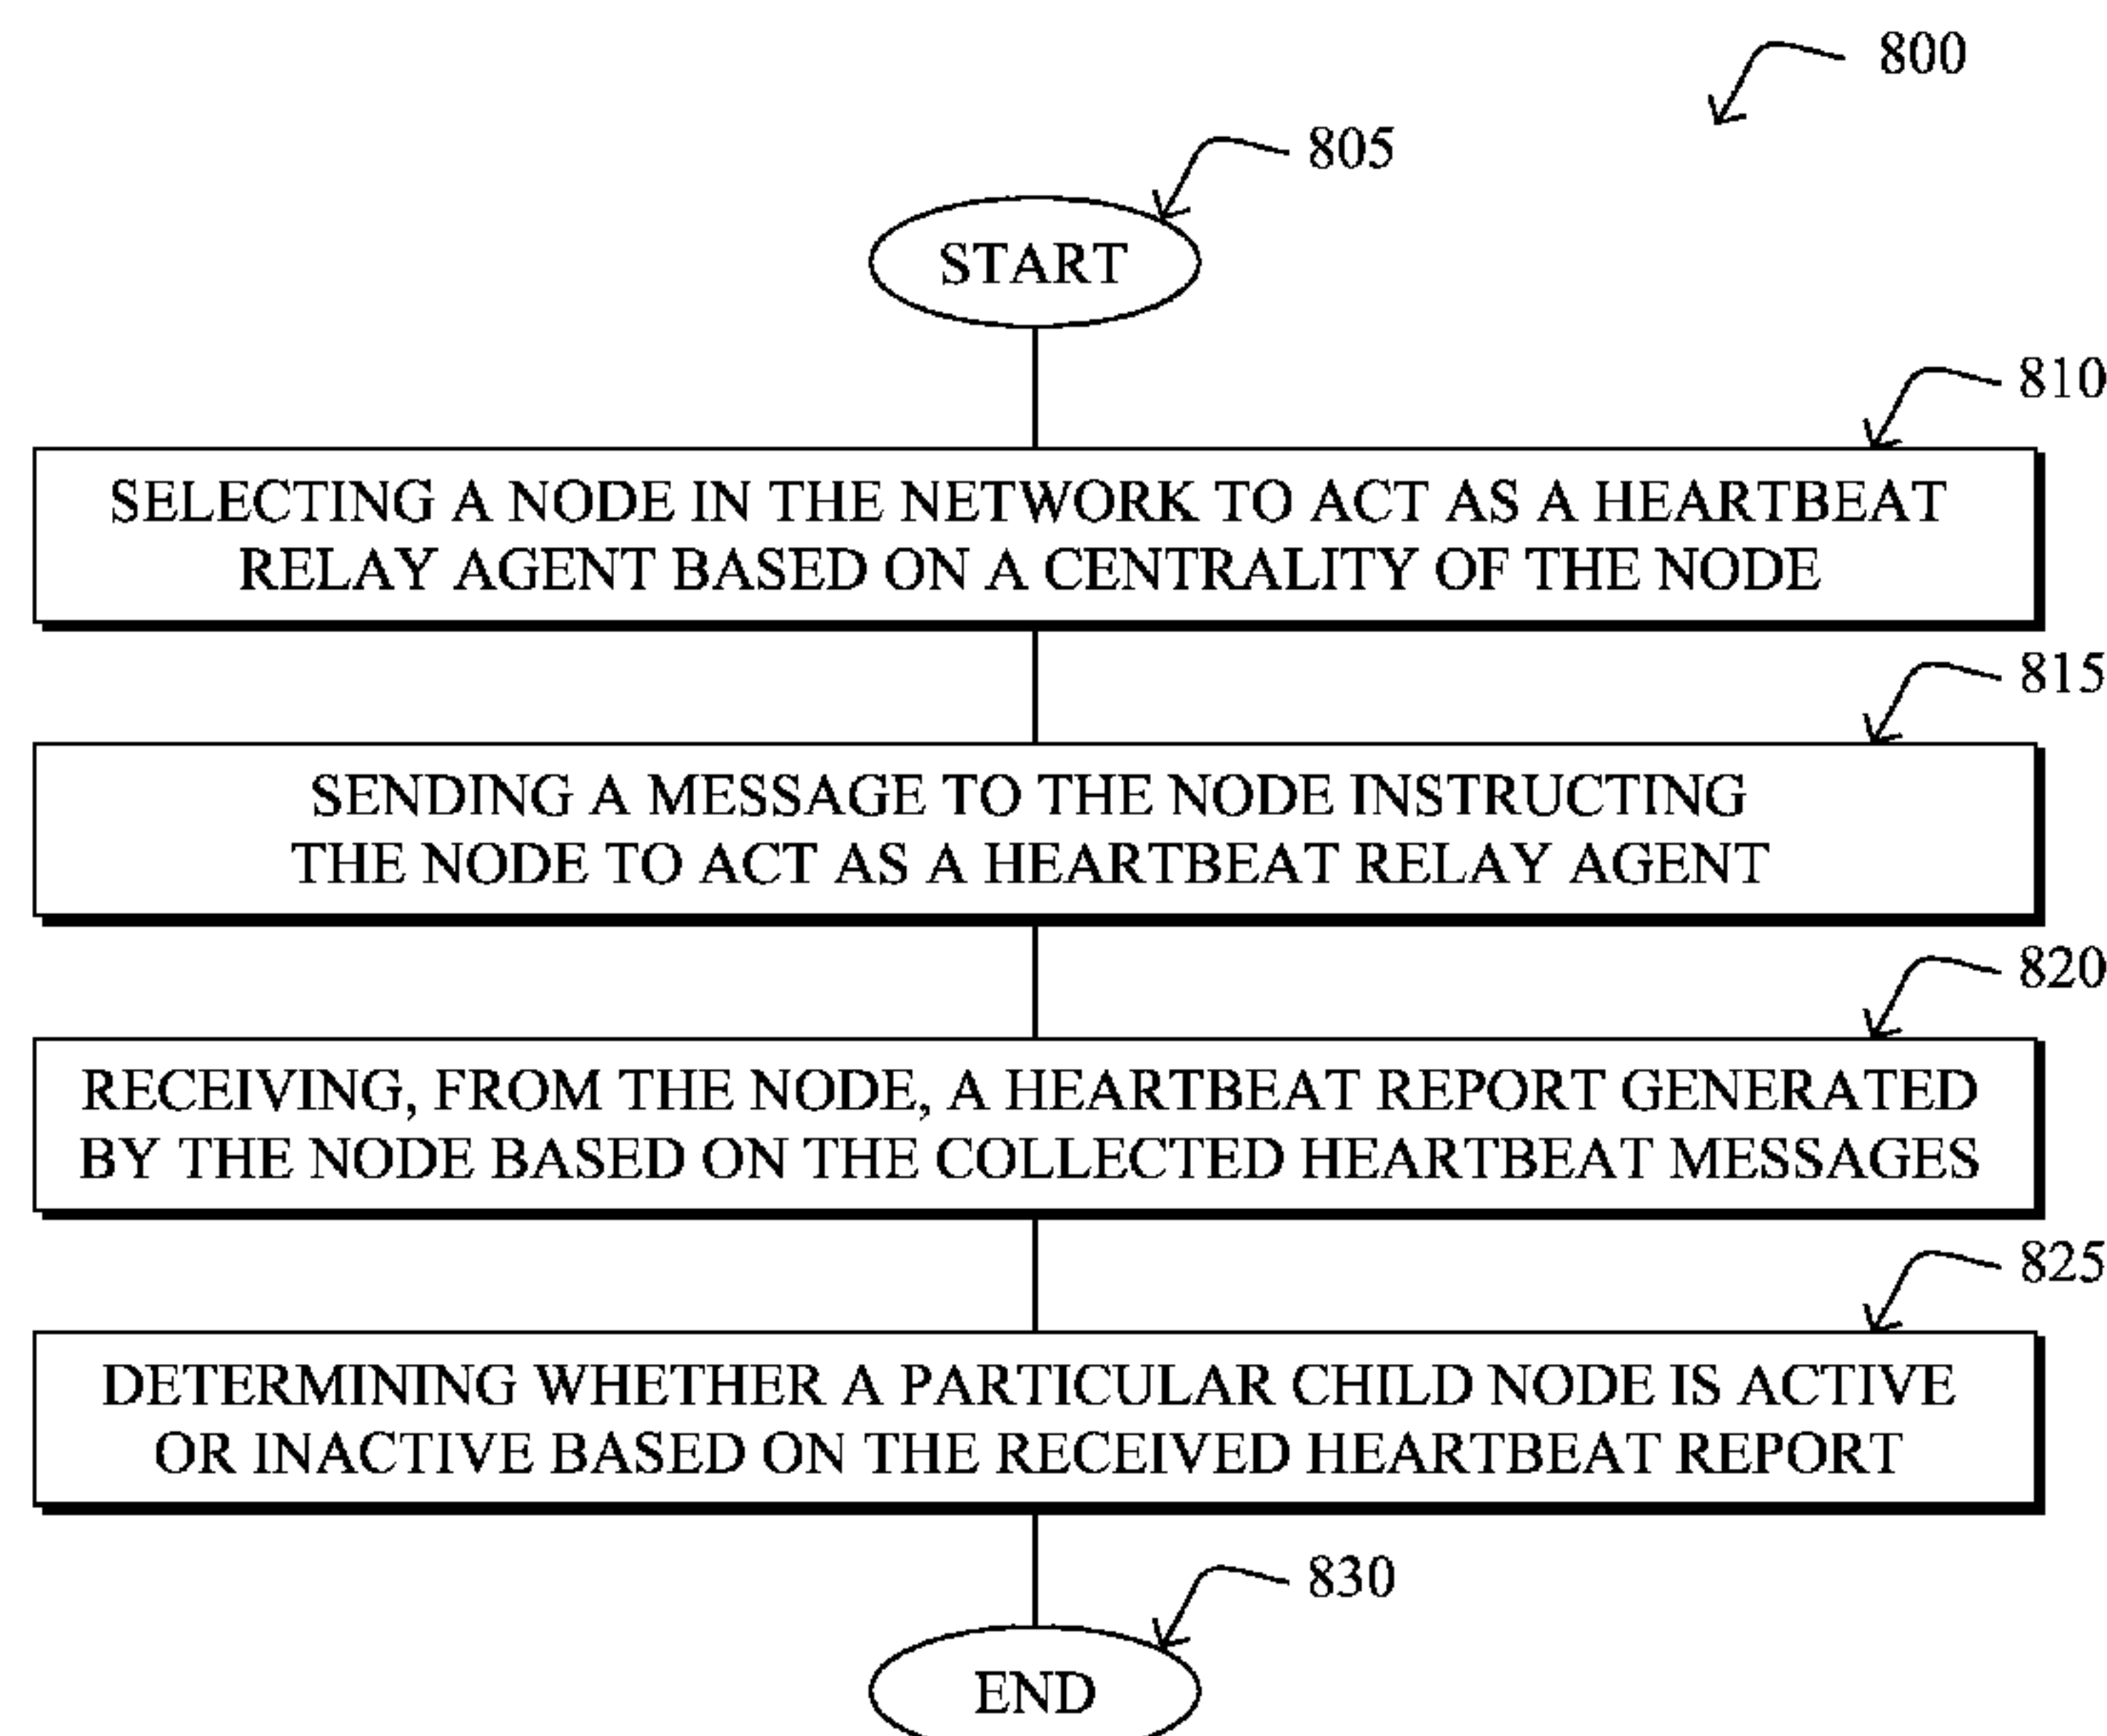 800
805
START
810
SELECTING A NODE IN THE NETWORK TO ACT AS A HEARTBEAT
RELAY AGENT BASED ON A CENTRALITY OF THE NODE
815
SENDING A MESSAGE TO THE NODE INSTRUCTING
THE NODE TO ACT AS A HEARTBEAT RELAY AGENT
820
RECEIVING, FROM THE NODE, A HEARTBEAT REPORT GENERATED
BY THE NODE BASED ON THE COLLECTED HEARTBEAT MESSAGES
825
DETERMINING WHETHER A PARTICULAR CHILD NODE IS ACTIVE
OR INACTIVE BASED ON THE RECEIVED HEARTBEAT REPORT
830
END